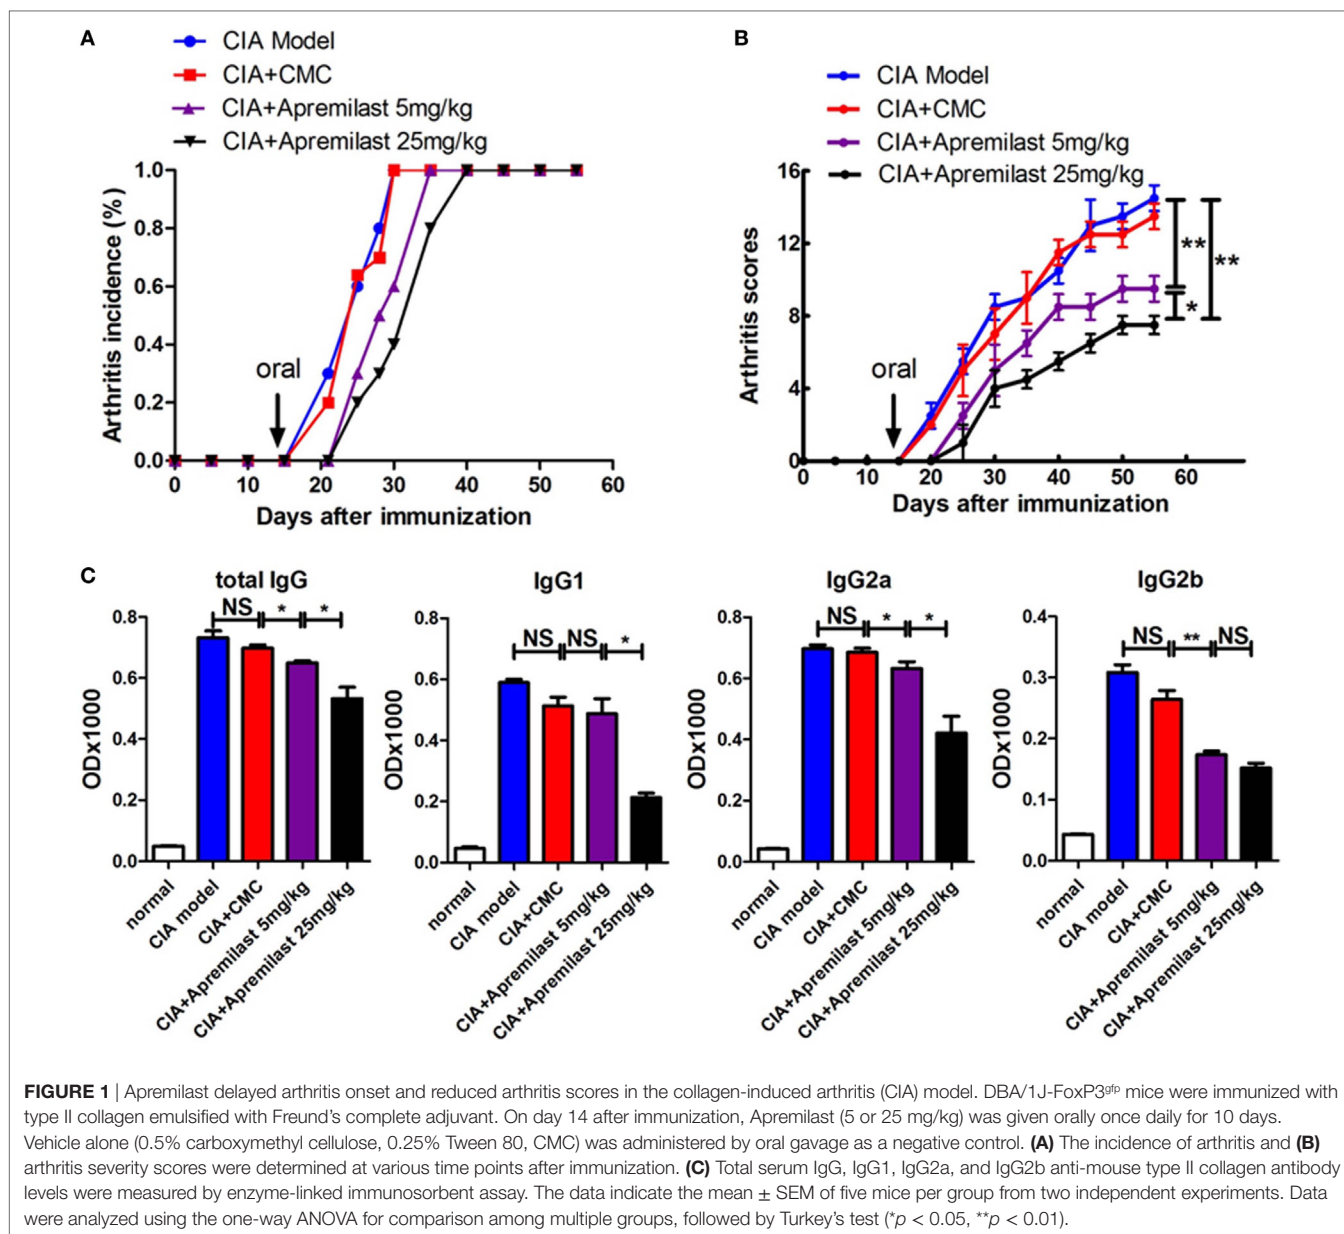 A
CIA Model
CIA+CMC
CIA+Apremilast 5mg/kg
CIA+Apremilast 25mg/kg
Arthritis incidence (%)
1.0
0.8
0.6
0.4
0.2
0.0
oral
0 10 20 30 40 50 60
Days after immunization
B
CIA Model
CIA+CMC
CIA+Apremilast 5mg/kg
CIA+Apremilast 25mg/kg
Arthritis scores
16
12
8
4
0
oral
** ** *
0 10 20 30 40 50 60
Days after immunization
C
total IgG
NS * *
ODx1000
0.8
0.6
0.4
0.2
0.0
normal
CIA model
CIA+CMC
CIA+Apremilast 5mg/kg
CIA+Apremilast 25mg/kg
IgG1
NS NS *
ODx1000
0.8
0.6
0.4
0.2
0.0
normal
CIA model
CIA+CMC
CIA+Apremilast 5mg/kg
CIA+Apremilast 25mg/kg
IgG2a
NS * *
ODx1000
0.8
0.6
0.4
0.2
0.0
normal
CIA model
CIA+CMC
CIA+Apremilast 5mg/kg
CIA+Apremilast 25mg/kg
IgG2b
NS ** NS
ODx1000
0.4
0.3
0.2
0.1
0.0
normal
CIA model
CIA+CMC
CIA+Apremilast 5mg/kg
CIA+Apremilast 25mg/kg
FIGURE 1 | Apremilast delayed arthritis onset and reduced arthritis scores in the collagen-induced arthritis (CIA) model. DBA/1J-FoxP3gfp mice were immunized with
type II collagen emulsified with Freund's complete adjuvant. On day 14 after immunization, Apremilast (5 or 25 mg/kg) was given orally once daily for 10 days.
Vehicle alone (0.5% carboxymethyl cellulose, 0.25% Tween 80, CMC) was administered by oral gavage as a negative control. (A) The incidence of arthritis and (B)
arthritis severity scores were determined at various time points after immunization. (C) Total serum IgG, IgG1, IgG2a, and IgG2b anti-mouse type II collagen antibody
levels were measured by enzyme-linked immunosorbent assay. The data indicate the mean ± SEM of five mice per group from two independent experiments. Data
were analyzed using the one-way ANOVA for comparison among multiple groups, followed by Turkey's test (*p < 0.05, **p < 0.01).